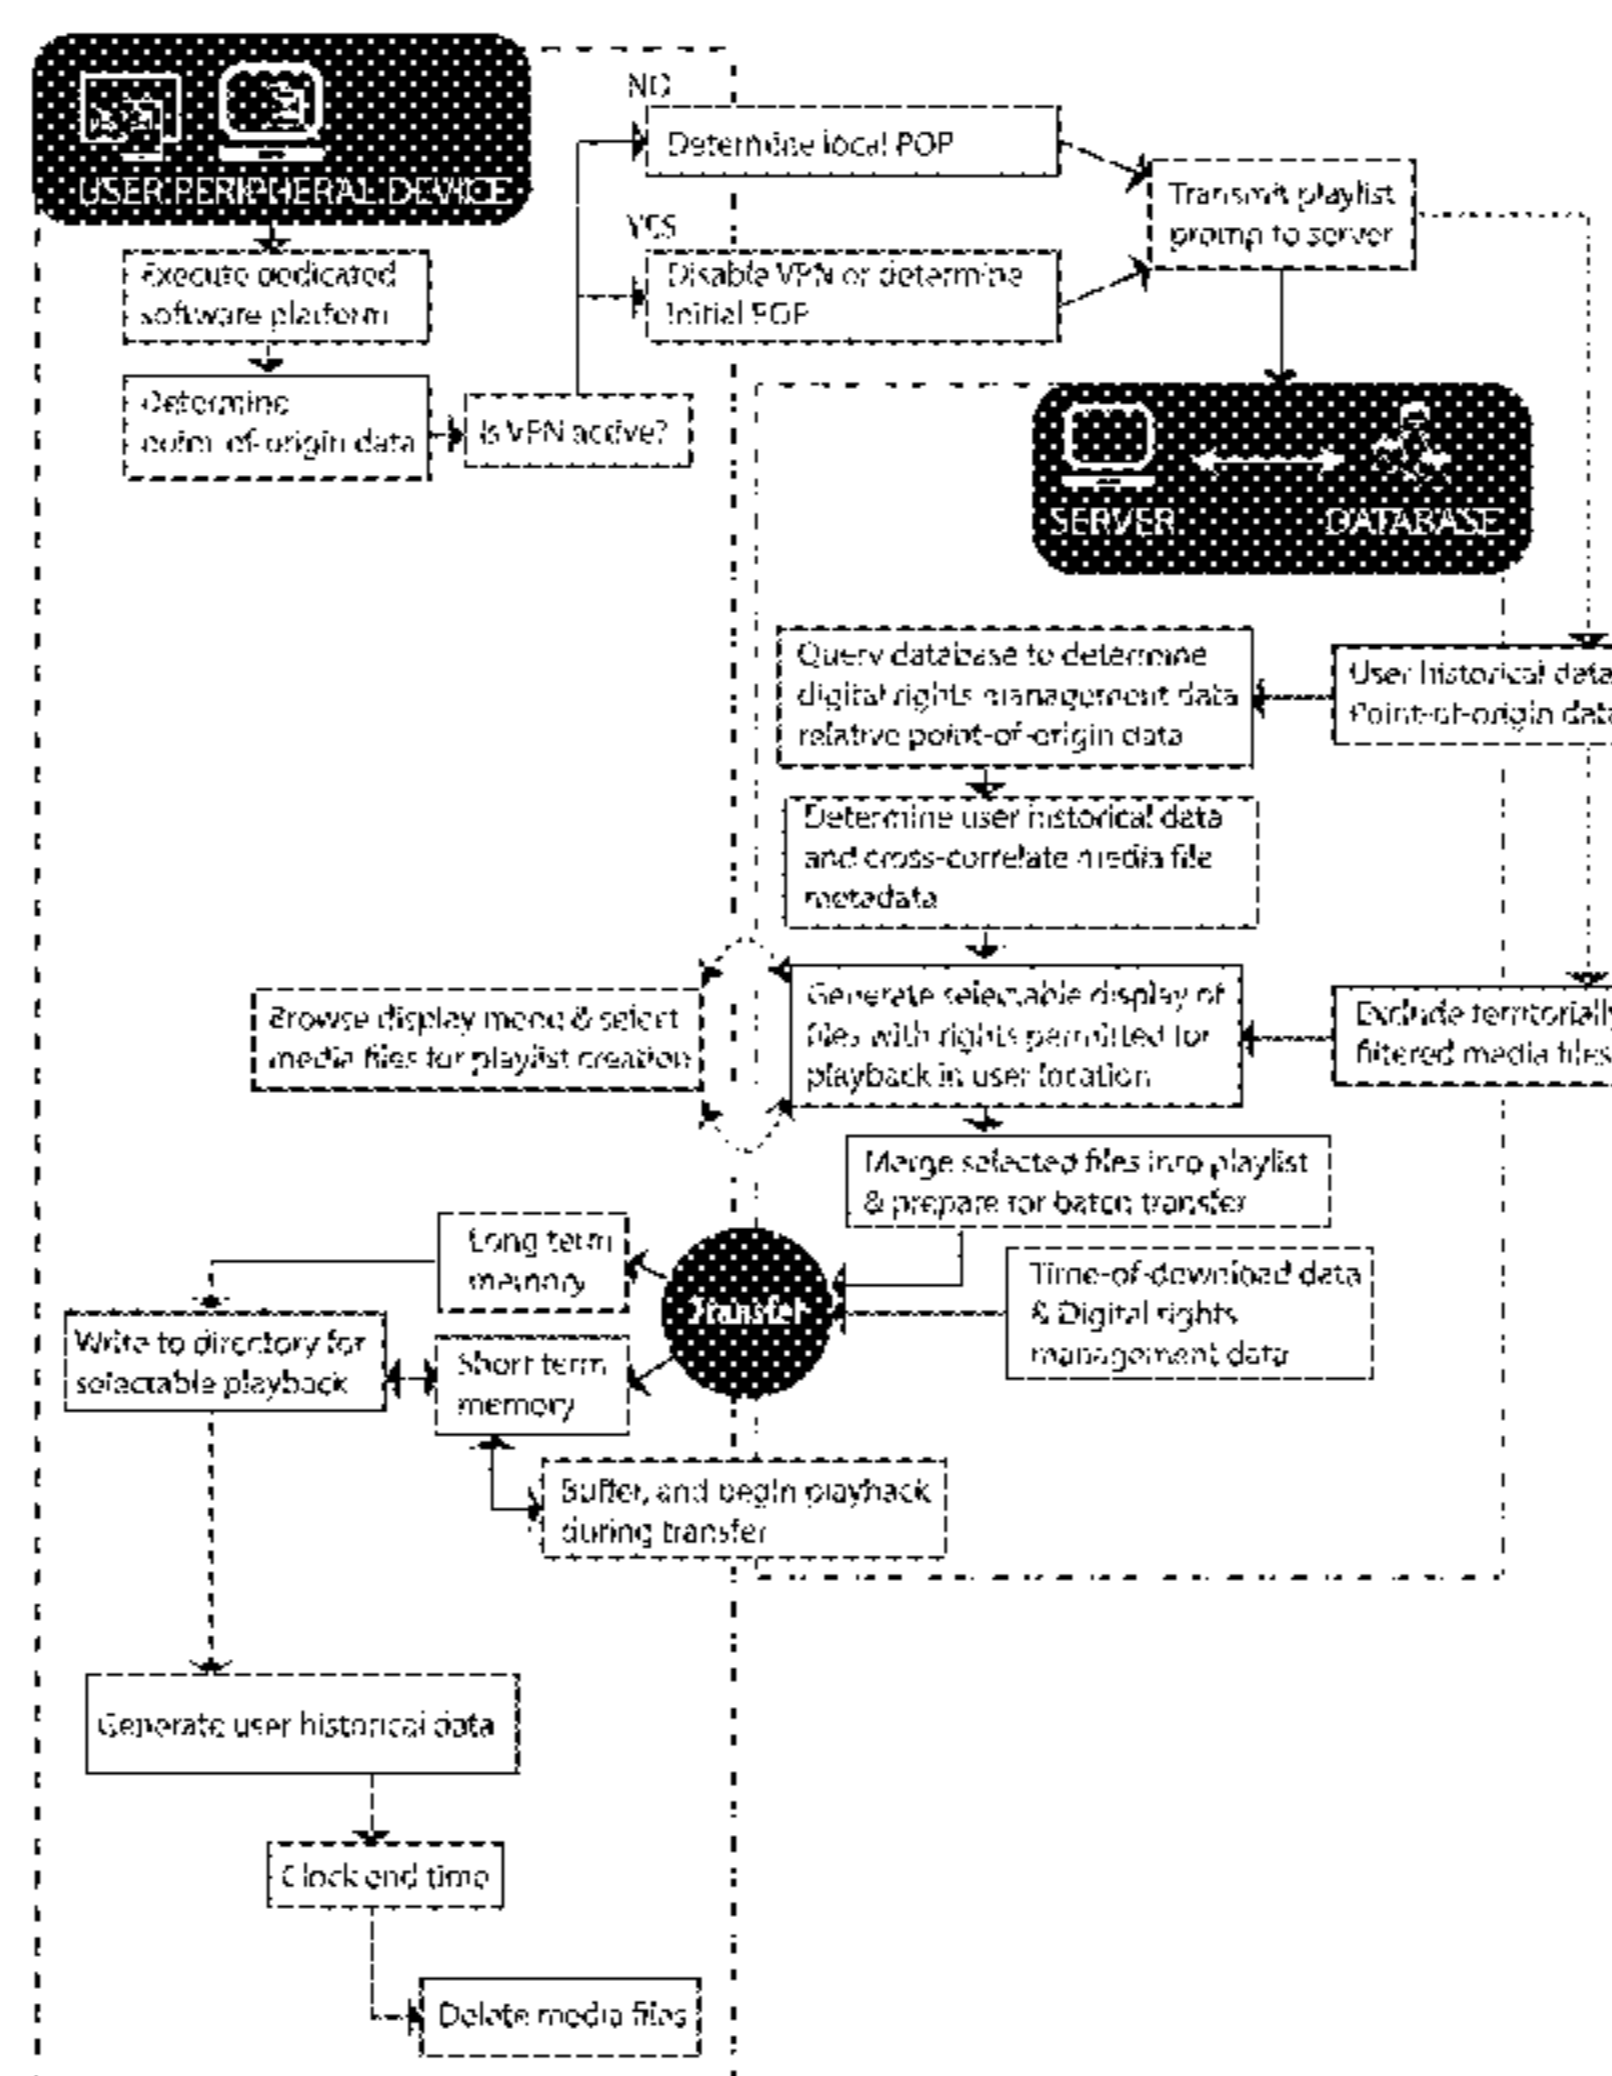 USER PERIPHERAL DEVICE
Execute dedicated
software platform
Determine
point-of-origin data
Is VPN active?
NO
Determine local POP
YES
Disable VPN or determine
Initial POP
Transmit playlist
promp to server
SERVER
DATABASE
Query database to determine
digital rights management data
relative point-of-origin data
User historical data
Point-of-origin data
Determine user historical data
and cross-correlate media file
metadata
Browse display menu & select
media files for playlist creation
Generate selectable display of
files with rights permitted for
playback in user location
Exclude territorially
filtered media files
Merge selected files into playlist
& prepare for batch transfer
Long term
memory
Transfer
Time-of-download data
& Digital rights
management data
Write to directory for
selectable playback
Short term
memory
Buffer, and begin playback
during transfer
Generate user historical data
Clock end time
Delete media files